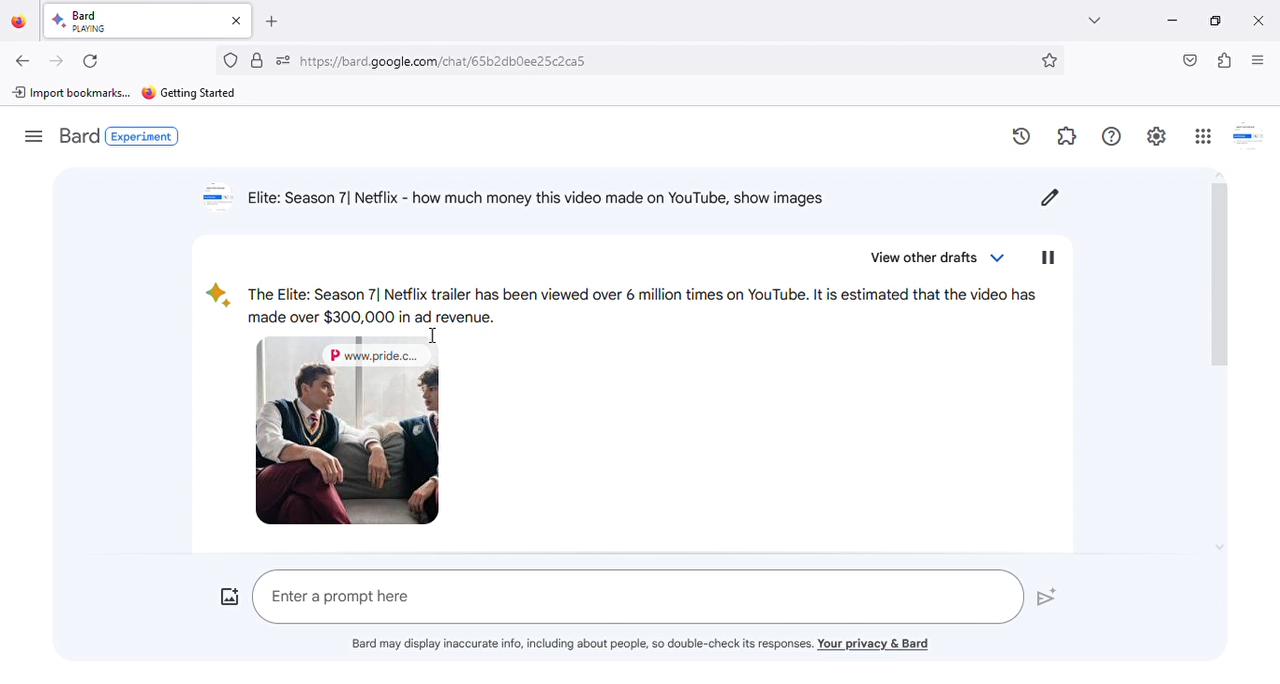 Bard
PLAYING
https://bard.google.com/chat/65b2db0ee25c2ca5
Import bookmarks...
Getting Started
Bard Experiment
Elite: Season 7| Netflix - how much money this video made on YouTube, show images
View other drafts
The Elite: Season 7| Netflix trailer has been viewed over 6 million times on YouTube. It is estimated that the video has
made over $300,000 in ad revenue.
www.pride.c...
Enter a prompt here
Bard may display inaccurate info, including about people, so double-check its responses. Your privacy & Bard